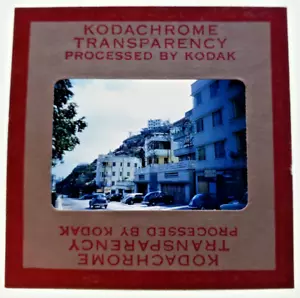 KODACHROME
TRANSPARENCY
PROCESSED BY KODAK
PROCESSED BY KODAK
TRANSPARENCY
KODACHROME